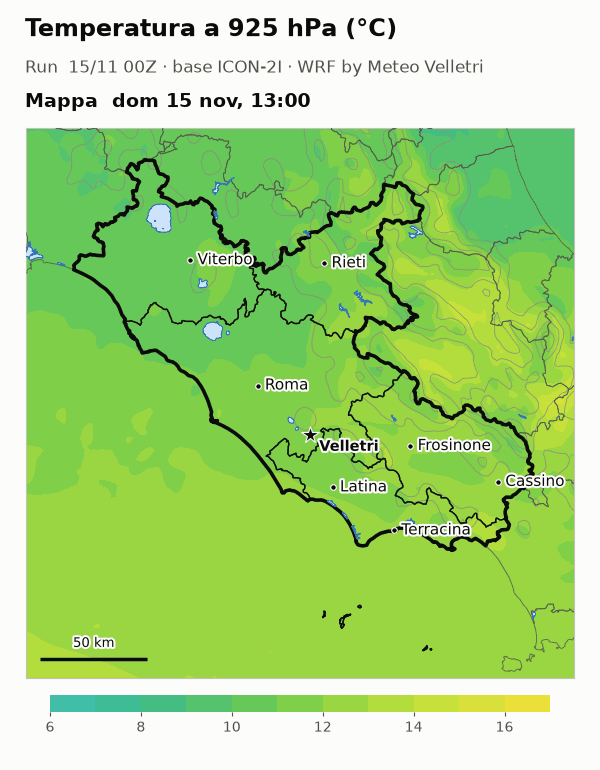 Temperatura a 925 hPa (°C)
Run  15/11 00Z · base ICON-2I · WRF by Meteo Velletri
Mappa  dom 15 nov, 13:00
Viterbo
Rieti
Roma
Velletri
Frosinone
Cassino
Latina
Terracina
50 km
6 8 10 12 14 16